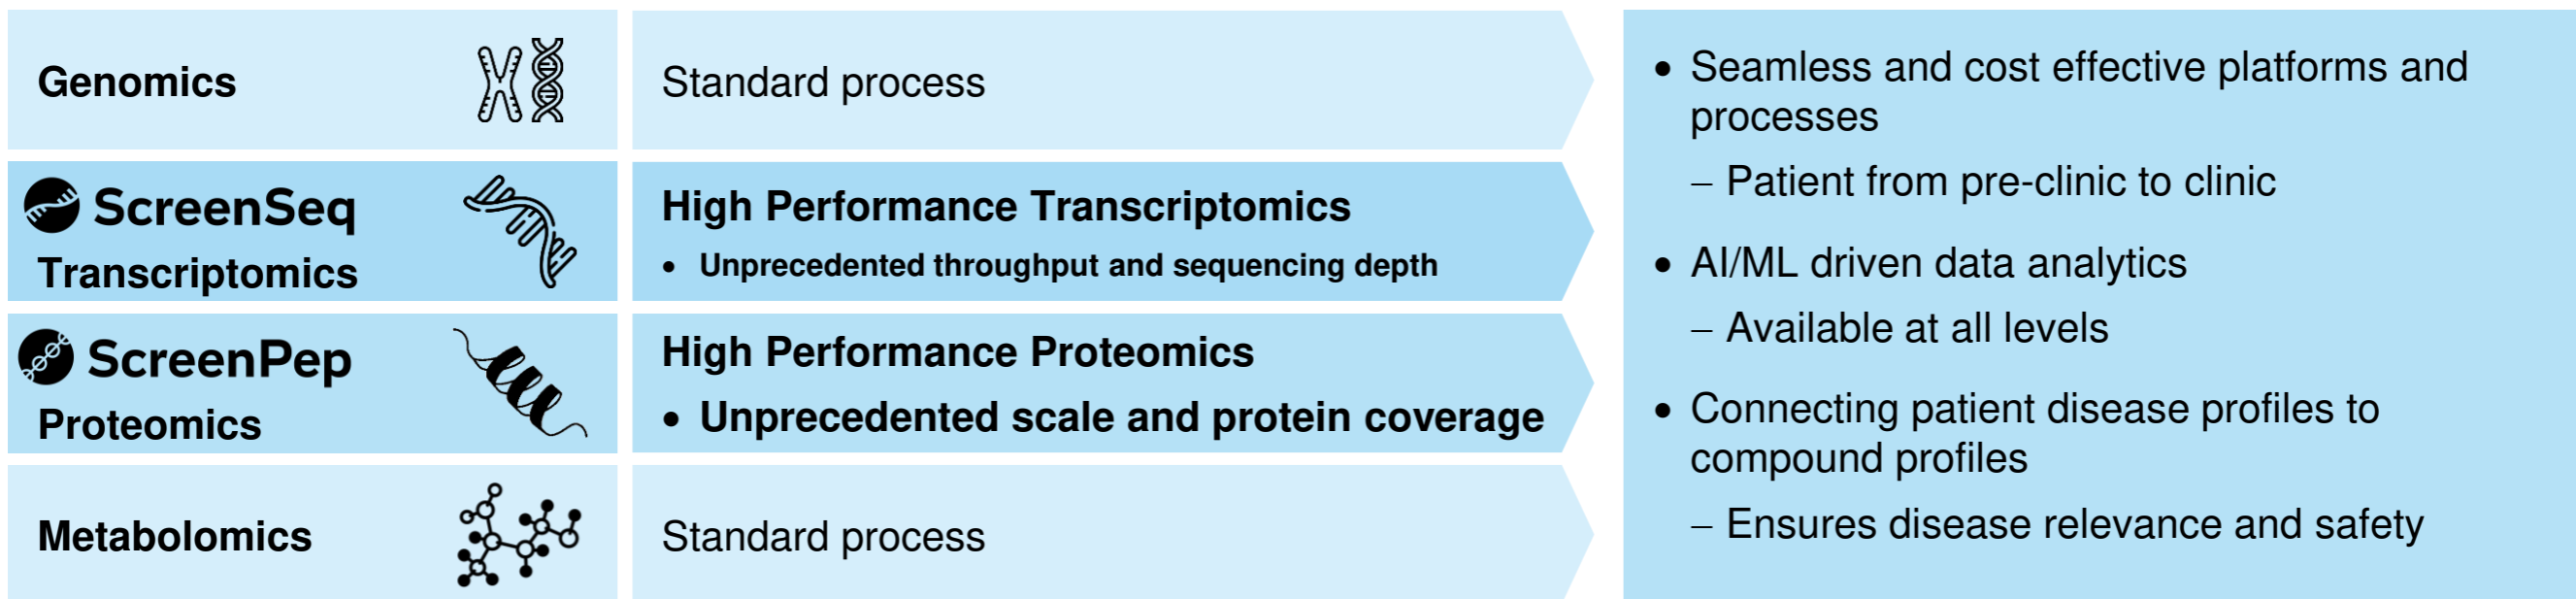 Genomics
Standard process
ScreenSeq
Transcriptomics
High Performance Transcriptomics
• Unprecedented throughput and sequencing depth
ScreenPep
Proteomics
High Performance Proteomics
• Unprecedented scale and protein coverage
Metabolomics
Standard process
• Seamless and cost effective platforms and
processes
– Patient from pre-clinic to clinic
• AI/ML driven data analytics
– Available at all levels
• Connecting patient disease profiles to
compound profiles
– Ensures disease relevance and safety